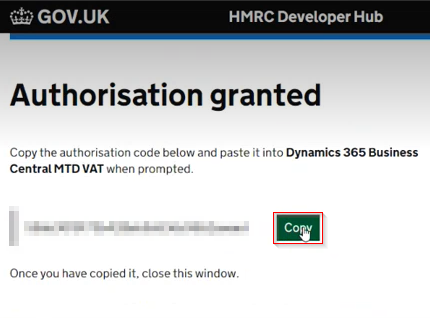 GOV.UK HMRC Developer Hub
Authorisation granted
Copy the authorisation code below and paste it into Dynamics 365 Business
Central MTD VAT when prompted.
Copy
Once you have copied it, close this window.